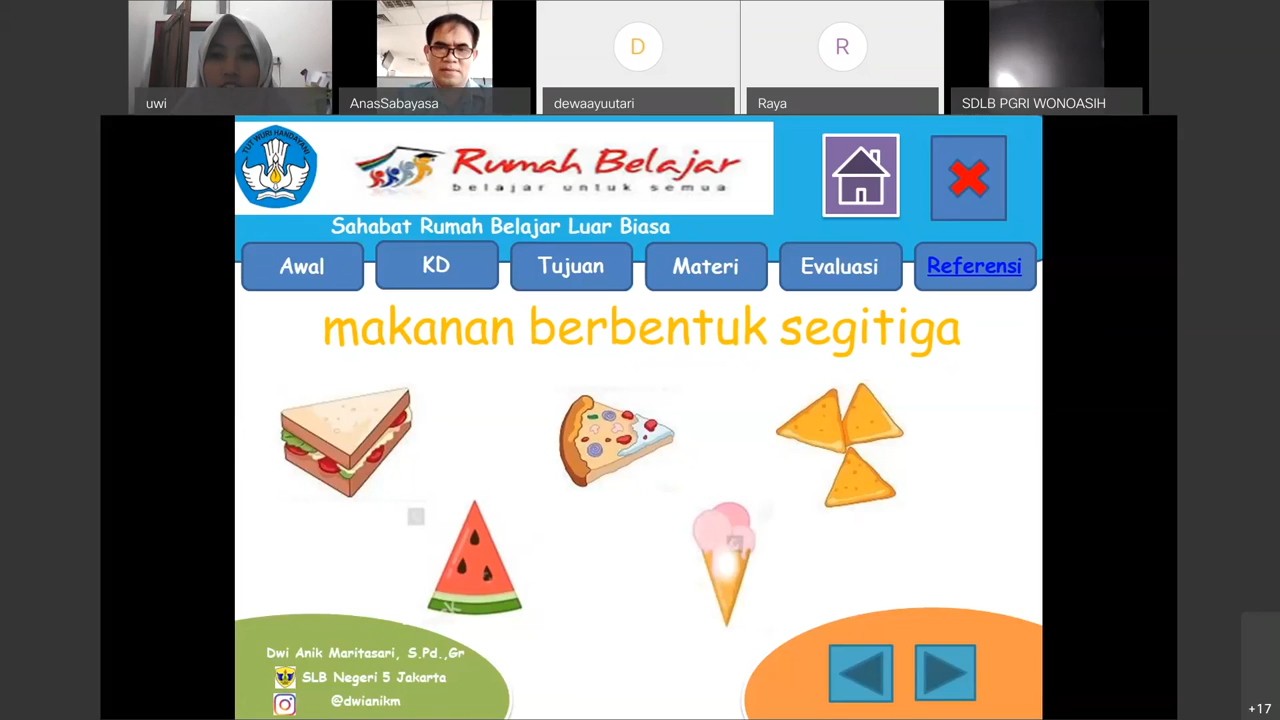 D
R
uwi
AnasSabayasa
dewaayuutari
Raya
SDLB PGRI WONOASIH
TUT WURI HANDAYANI
Rumah Belajar
belajar untuk semua
Sahabat Rumah Belajar Luar Biasa
Awal
KD
Tujuan
Materi
Evaluasi
Referensi
makanan berbentuk segitiga
Dwi Anik Maritasari, S.Pd.,Gr
SLB Negeri 5 Jakarta
@dwianikm
+17